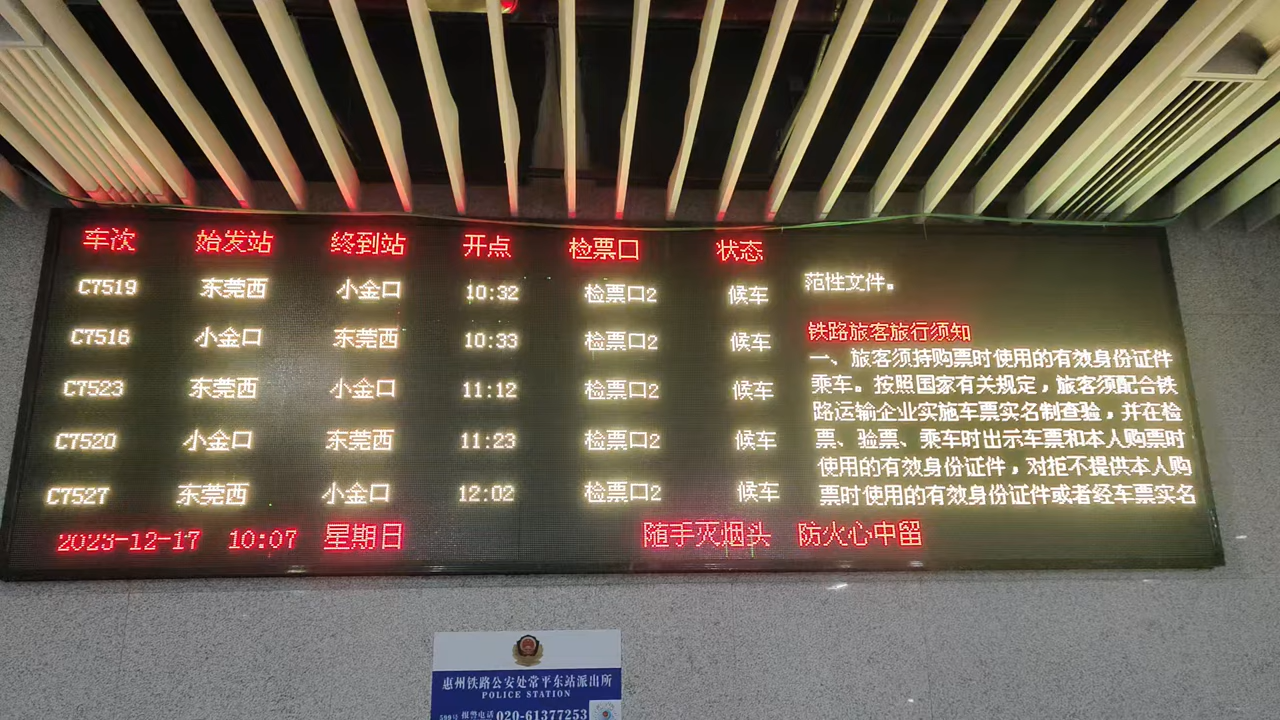 车次 始发站 终到站 开点 检票口 状态
C7519 东莞西 小金口 10:32 检票口2 候车
C7516 小金口 东莞西 10:33 检票口2 候车
C7523 东莞西 小金口 11:12 检票口2 候车
C7520 小金口 东莞西 11:23 检票口2 候车
C7527 东莞西 小金口 12:02 检票口2 候车
范性文件。
铁路旅客旅行须知
一、旅客须持购票时使用的有效身份证件
乘车。按照国家有关规定，旅客须配合铁
路运输企业实施车票实名制查验，并在检
票、验票、乘车时出示车票和本人购票时
使用的有效身份证件，对拒不提供本人购
票时使用的有效身份证件或者经车票实名
2023-12-17 10:07 星期日 随手灭烟头 防火心中留
惠州铁路公安处常平东站派出所
POLICE STATION
599号 报警电话 020-61377253